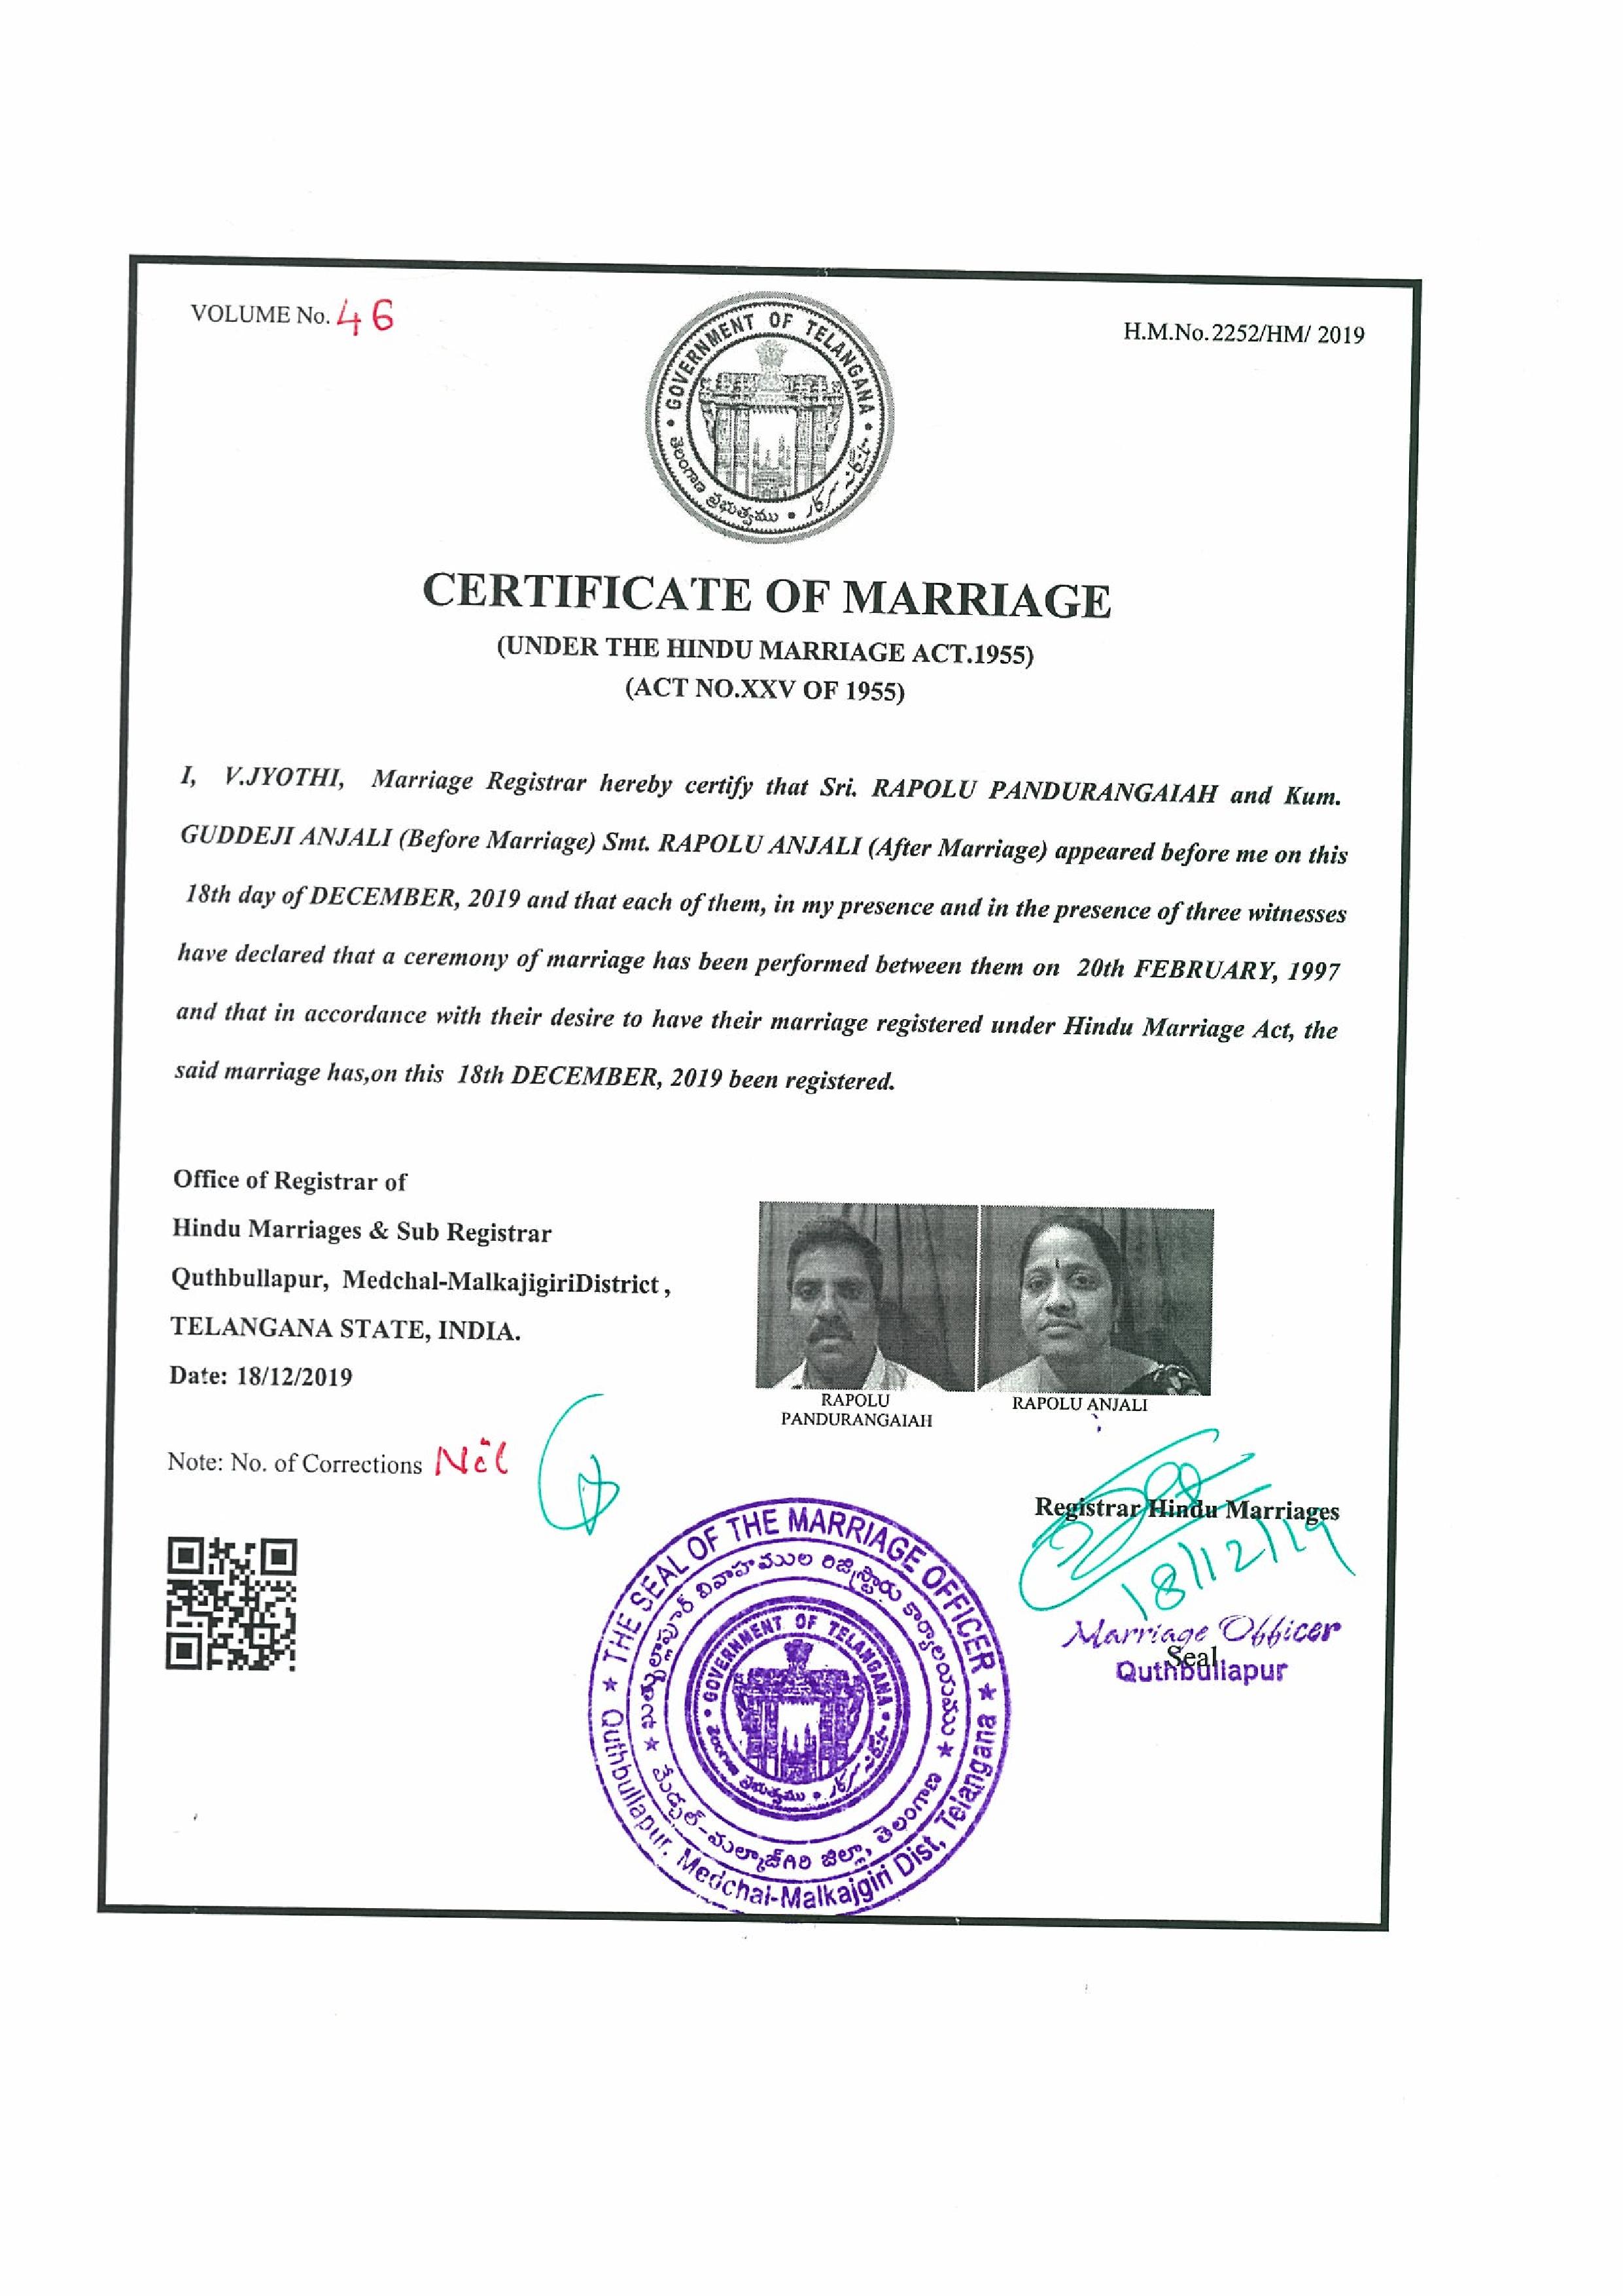 VOLUME No. 46
H.M.No.2252/HM/ 2019
GOVERNMENT OF TELANGANA
తెలంగాణ ప్రభుత్వము
CERTIFICATE OF MARRIAGE
(UNDER THE HINDU MARRIAGE ACT.1955)
(ACT NO.XXV OF 1955)
I, V.JYOTHI, Marriage Registrar hereby certify that Sri. RAPOLU PANDURANGAIAH and Kum.
GUDDEJI ANJALI (Before Marriage) Smt. RAPOLU ANJALI (After Marriage) appeared before me on this
18th day of DECEMBER, 2019 and that each of them, in my presence and in the presence of three witnesses
have declared that a ceremony of marriage has been performed between them on 20th FEBRUARY, 1997
and that in accordance with their desire to have their marriage registered under Hindu Marriage Act, the
said marriage has,on this 18th DECEMBER, 2019 been registered.
Office of Registrar of
Hindu Marriages & Sub Registrar
Quthbullapur, Medchal-MalkajigiriDistrict ,
TELANGANA STATE, INDIA.
Date: 18/12/2019
RAPOLU
PANDURANGAIAH
RAPOLU ANJALI
Note: No. of Corrections Nil
Registrar Hindu Marriages
18/12/19
Marriage Officer
Seal
Quthbullapur
THE SEAL OF THE MARRIAGE OFFICER
Quthbullapur, Medchal-Malkajgiri Dist, Telangana
కుత్బుల్లాపూర్ వివాహముల రిజిస్ట్రారు కార్యాలయము
మేడ్చల్-మల్కాజ్‌గిరి జిల్లా, తెలంగాణ
GOVERNMENT OF TELANGANA
తెలంగాణ ప్రభుత్వము